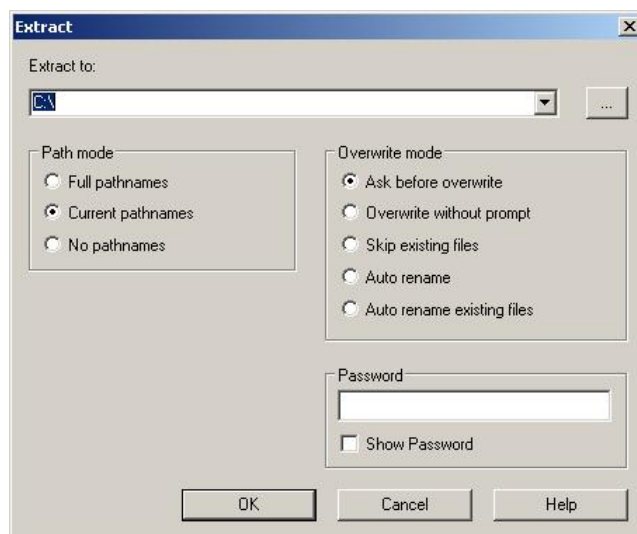 Extract
Extract to:
C:\
...
Path mode
Full pathnames
Current pathnames
No pathnames
Overwrite mode
Ask before overwrite
Overwrite without prompt
Skip existing files
Auto rename
Auto rename existing files
Password
Show Password
OK
Cancel
Help